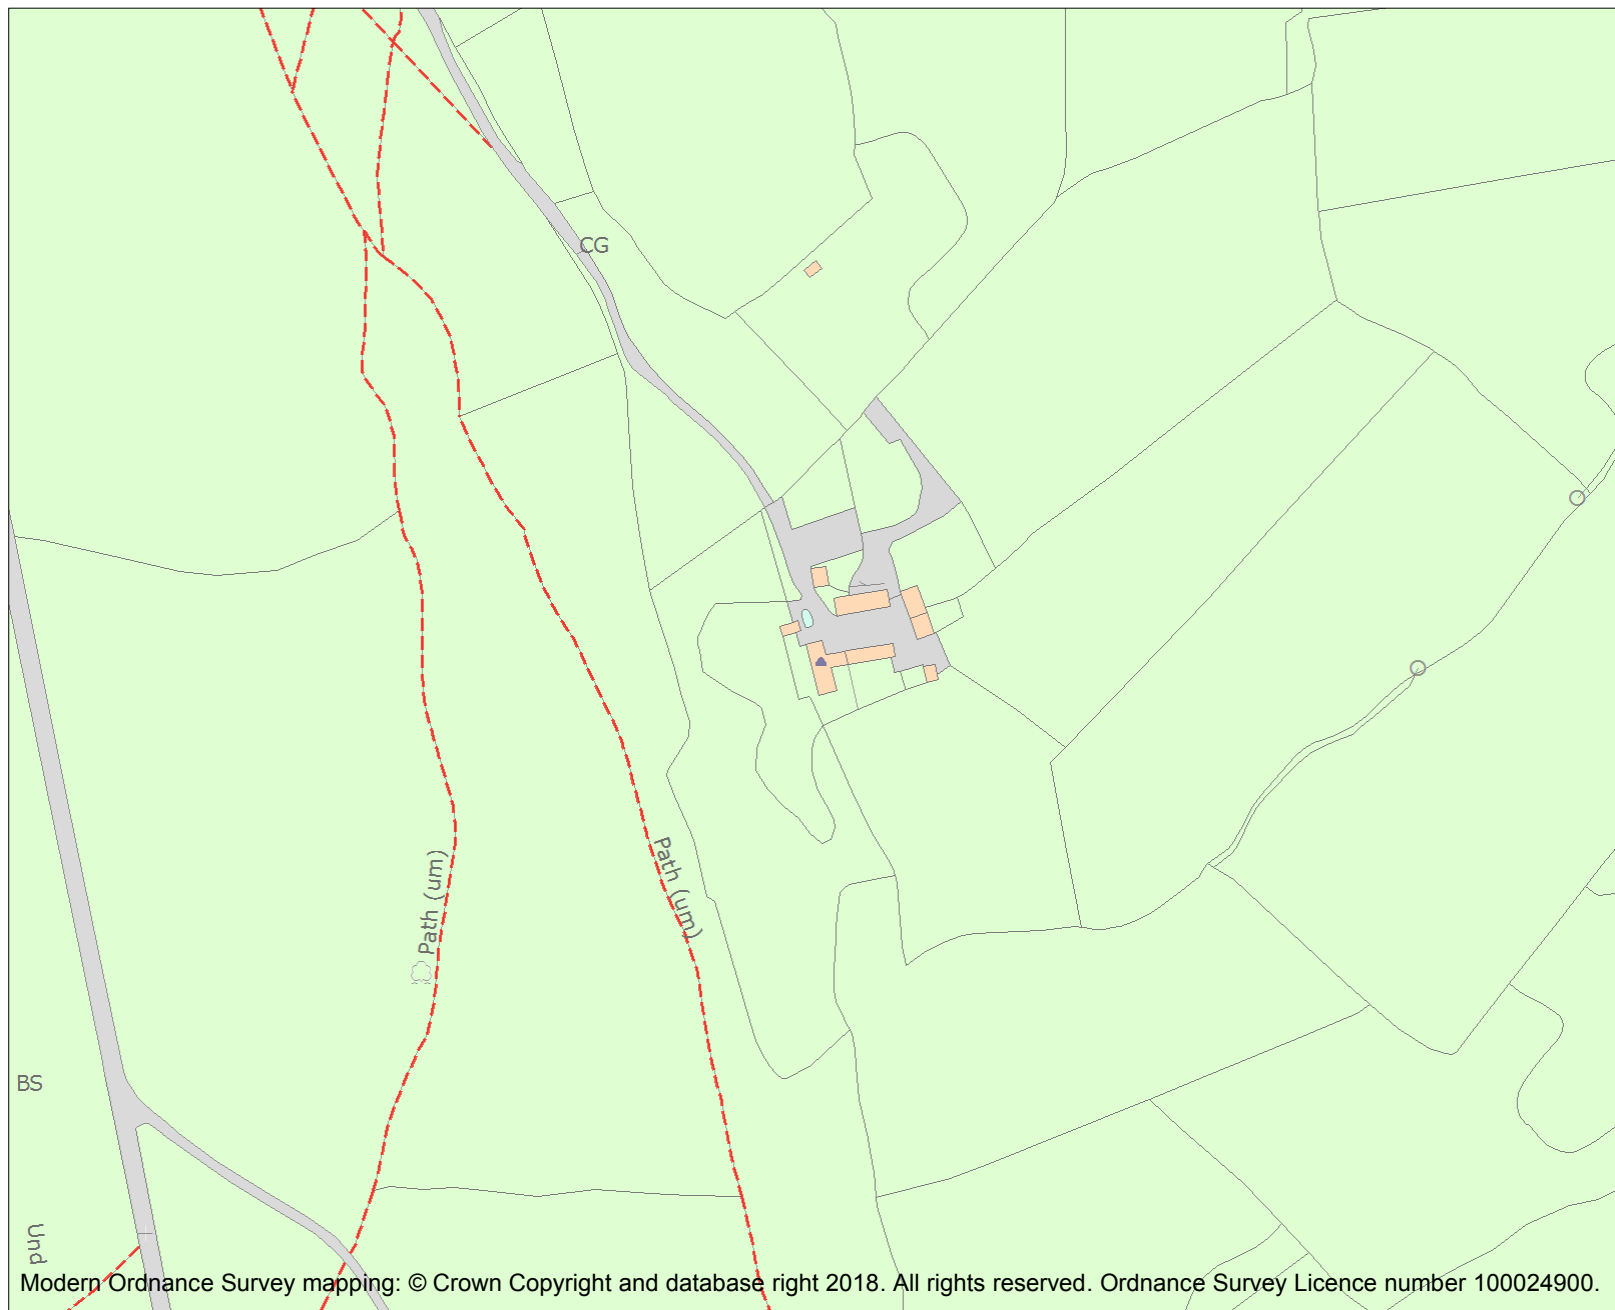 CG
Path (um)
Path (um)
BS
Und
Modern Ordnance Survey mapping: © Crown Copyright and database right 2018. All rights reserved. Ordnance Survey Licence number 100024900.